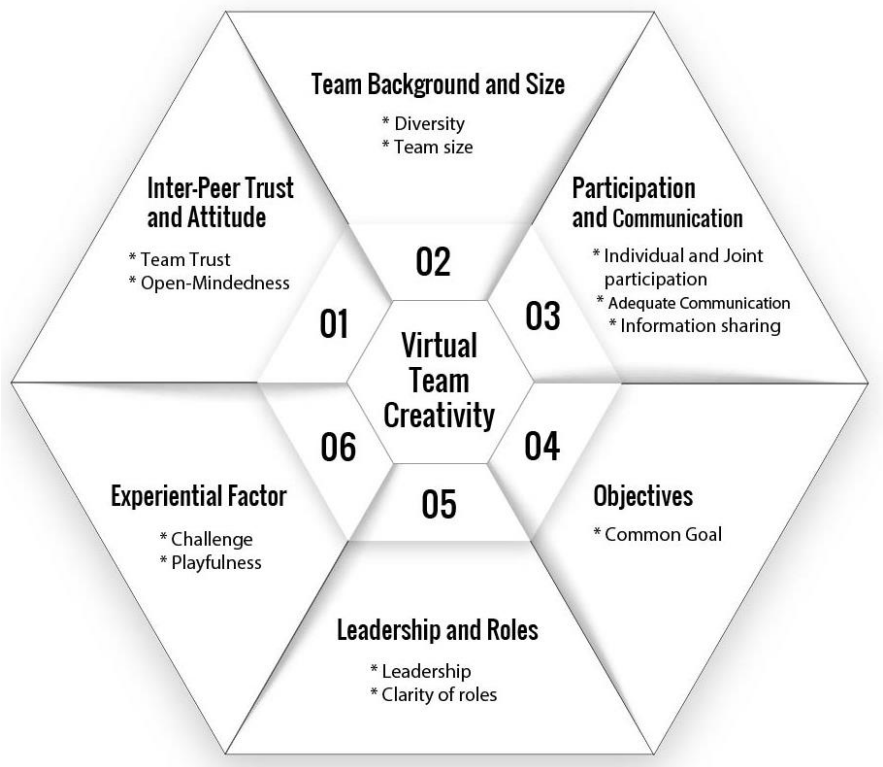 Virtual
Team
Creativity
01
Inter-Peer Trust
and Attitude
* Team Trust
* Open-Mindedness
02
Team Background and Size
* Diversity
* Team size
03
Participation
and Communication
* Individual and Joint
participation
* Adequate Communication
* Information sharing
04
Objectives
* Common Goal
05
Leadership and Roles
* Leadership
* Clarity of roles
06
Experiential Factor
* Challenge
* Playfulness